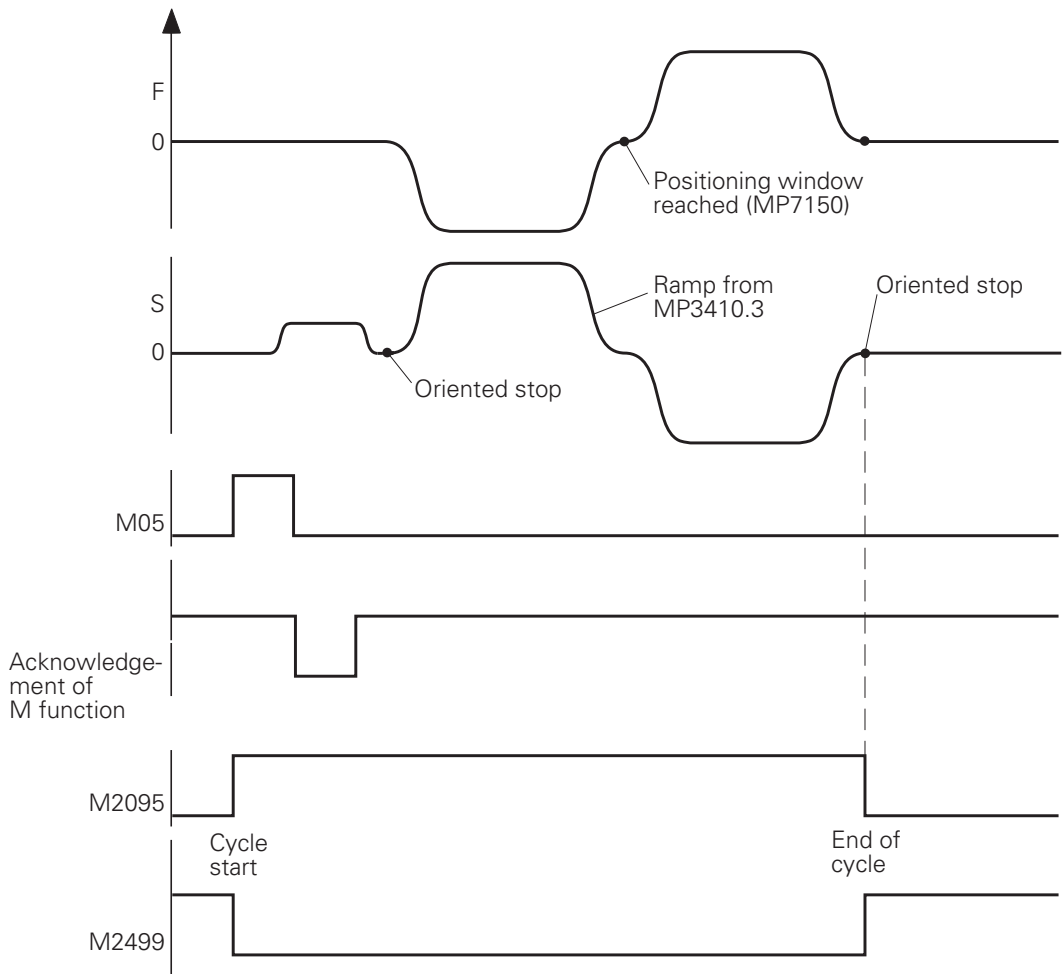 F
0
Positioning window
reached (MP7150)
S
0
Ramp from
MP3410.3
Oriented stop
Oriented stop
M05
Acknowledge-
ment of
M function
M2095
Cycle
start
End of
cycle
M2499